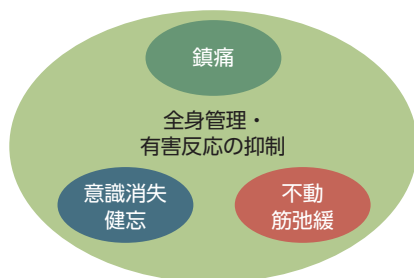 鎮痛
全身管理・
有害反応の抑制
意識消失
健忘
不動
筋弛緩